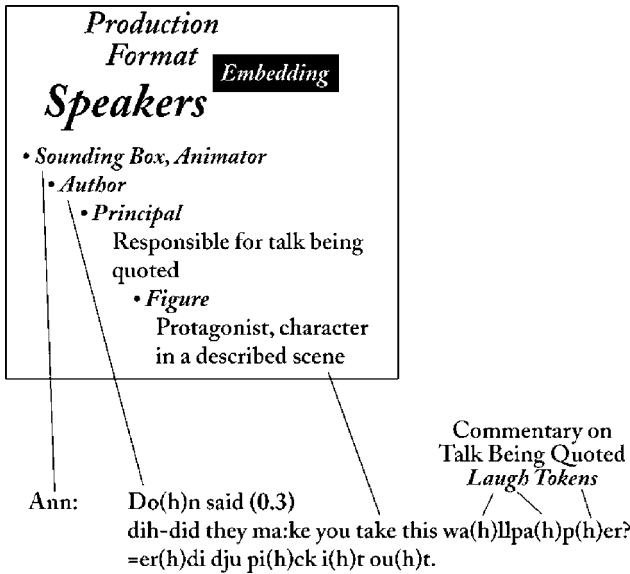 Production
Format
Embedding
Speakers
• Sounding Box, Animator
• Author
• Principal
Responsible for talk being
quoted
• Figure
Protagonist, character
in a described scene
Commentary on
Talk Being Quoted
Laugh Tokens
Ann: Do(h)n said (0.3)
dih-did they ma:ke you take this wa(h)llpa(h)p(h)er?
=er(h)di dju pi(h)ck i(h)t ou(h)t.